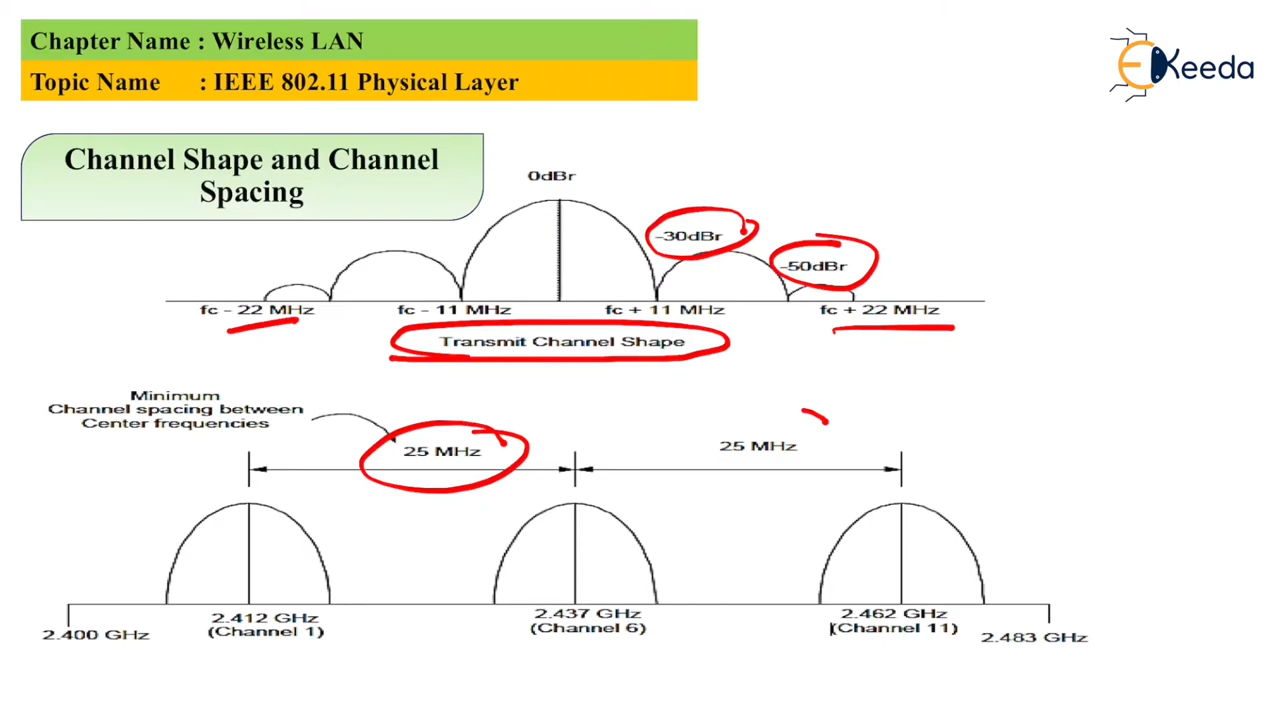 Chapter Name : Wireless LAN
Topic Name : IEEE 802.11 Physical Layer
EKeeda
Channel Shape and Channel
Spacing
0dBr
-30dBr
-50dBr
fc - 22 MHz fc - 11 MHz fc + 11 MHz fc + 22 MHz
Transmit Channel Shape
Minimum
Channel spacing between
Center frequencies
25 MHz 25 MHz
2.412 GHz 2.437 GHz 2.462 GHz
(Channel 1) (Channel 6) (Channel 11)
2.400 GHz 2.483 GHz